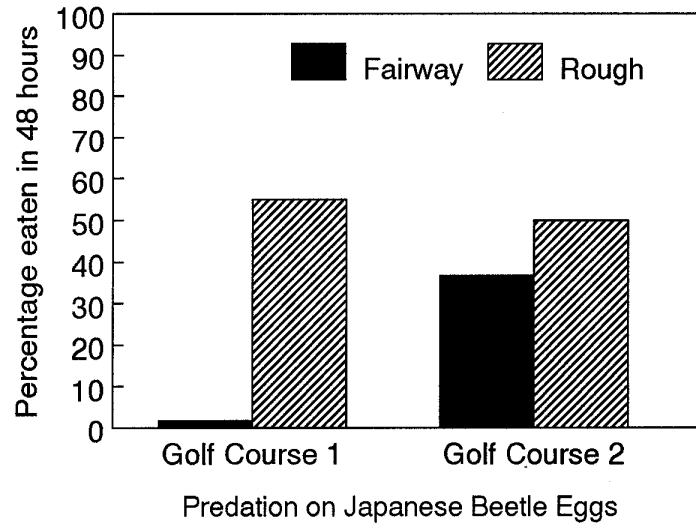 Percentage eaten in 48 hours
100
90
80
70
60
50
40
30
20
10
0
Fairway
Rough
Golf Course 1
Golf Course 2
Predation on Japanese Beetle Eggs